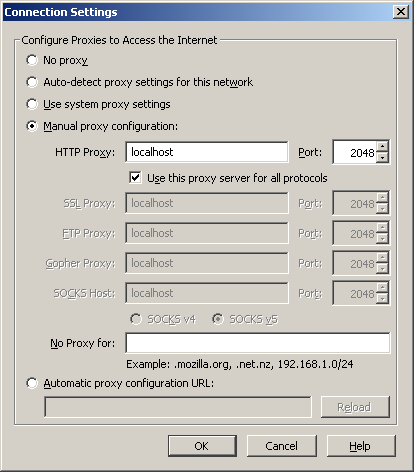 Connection Settings
Configure Proxies to Access the Internet
No proxy
Auto-detect proxy settings for this network
Use system proxy settings
Manual proxy configuration:
HTTP Proxy: localhost Port: 2048
Use this proxy server for all protocols
SSL Proxy: localhost Port: 2048
FTP Proxy: localhost Port: 2048
Gopher Proxy: localhost Port: 2048
SOCKS Host: localhost Port: 2048
SOCKS v4 SOCKS v5
No Proxy for:
Example: .mozilla.org, .net.nz, 192.168.1.0/24
Automatic proxy configuration URL:
Reload
OK Cancel Help